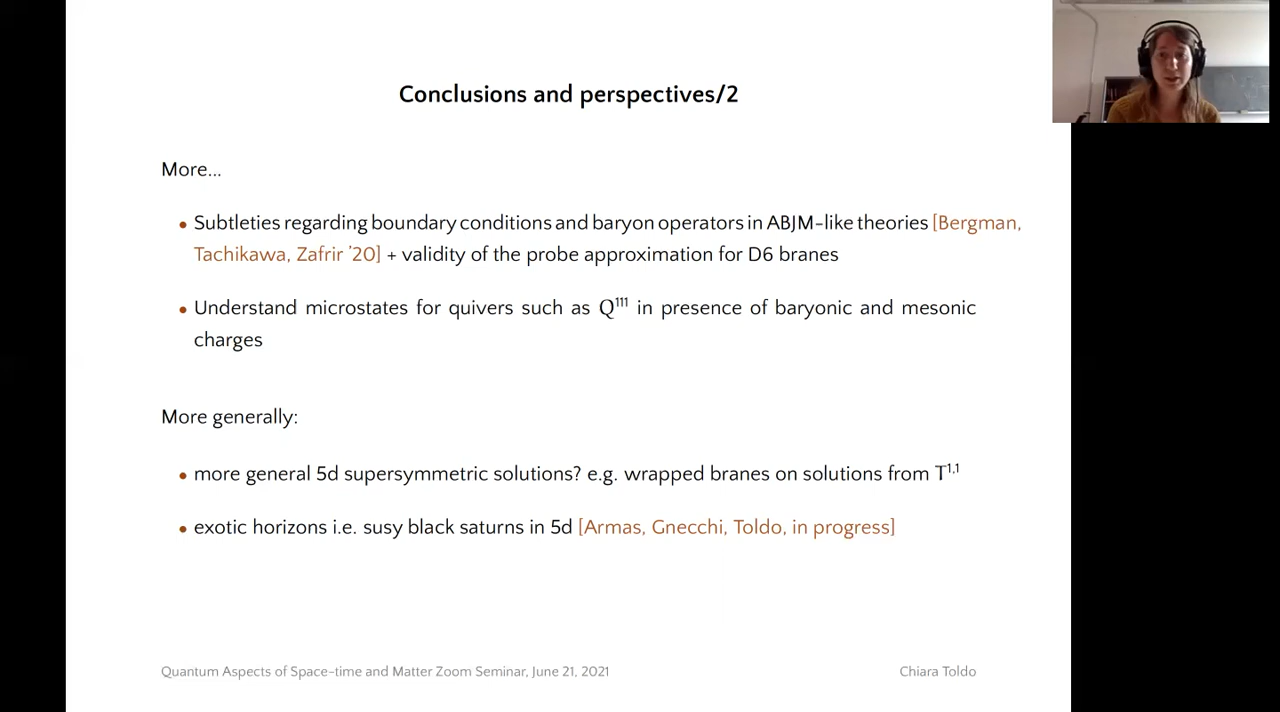 Conclusions and perspectives/2
More...
• Subtleties regarding boundary conditions and baryon operators in ABJM-like theories [Bergman,
Tachikawa, Zafrir '20] + validity of the probe approximation for D6 branes
• Understand microstates for quivers such as Q¹¹¹ in presence of baryonic and mesonic
charges
More generally:
• more general 5d supersymmetric solutions? e.g. wrapped branes on solutions from T¹,¹
• exotic horizons i.e. susy black saturns in 5d [Armas, Gnecchi, Toldo, in progress]
Quantum Aspects of Space-time and Matter Zoom Seminar, June 21, 2021
Chiara Toldo